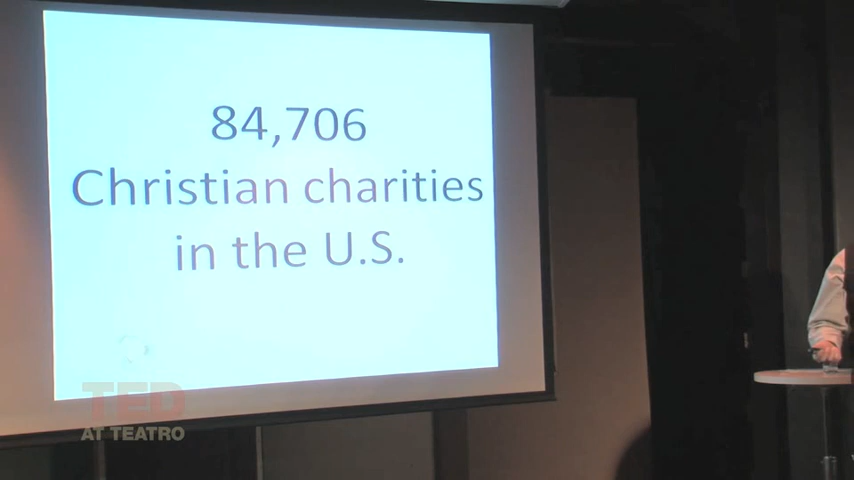 84,706
Christian charities
in the U.S.
TED
AT TEATRO